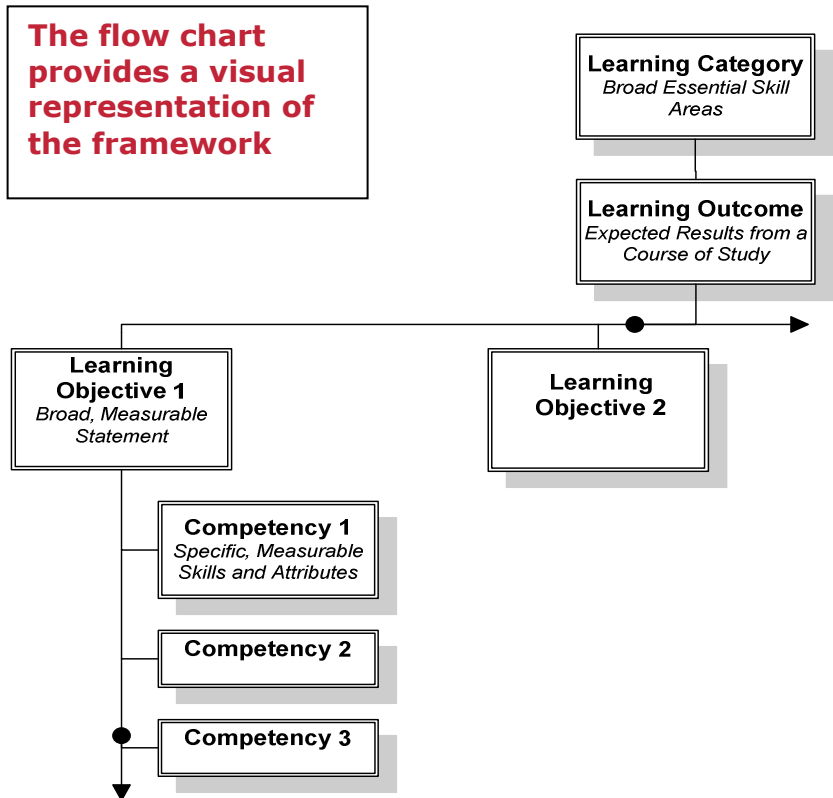 The flow chart
provides a visual
representation of
the framework
Learning Category
Broad Essential Skill
Areas
Learning Outcome
Expected Results from a
Course of Study
Learning
Objective 1
Broad, Measurable
Statement
Learning
Objective 2
Competency 1
Specific, Measurable
Skills and Attributes
Competency 2
Competency 3